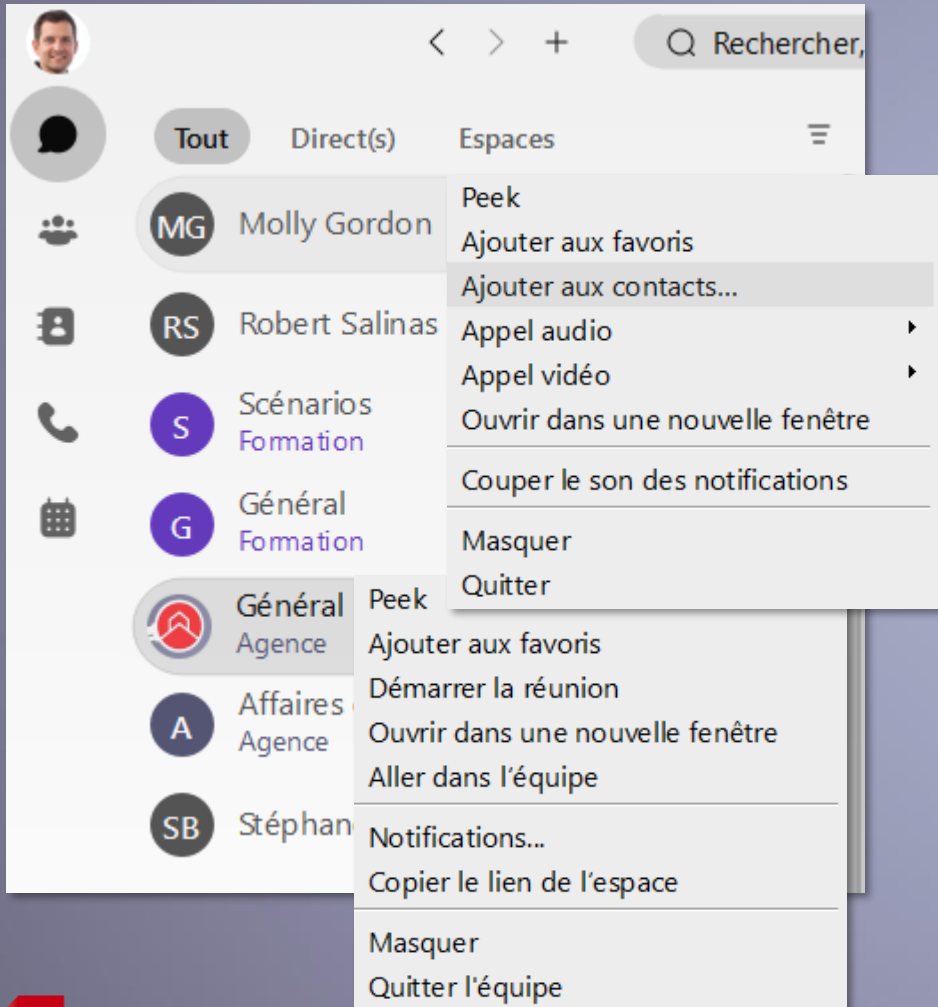 Rechercher,
Tout Direct(s) Espaces
MG Molly Gordon
RS Robert Salinas
S Scénarios
Formation
G Général
Formation
Général
Agence
A Affaires
Agence
SB
Peek
Ajouter aux favoris
Ajouter aux contacts...
Appel audio
Appel vidéo
Ouvrir dans une nouvelle fenêtre
Couper le son des notifications
Masquer
Quitter
Peek
Ajouter aux favoris
Démarrer la réunion
Ouvrir dans une nouvelle fenêtre
Aller dans l'équipe
Notifications...
Copier le lien de l'espace
Masquer
Quitter l'équipe